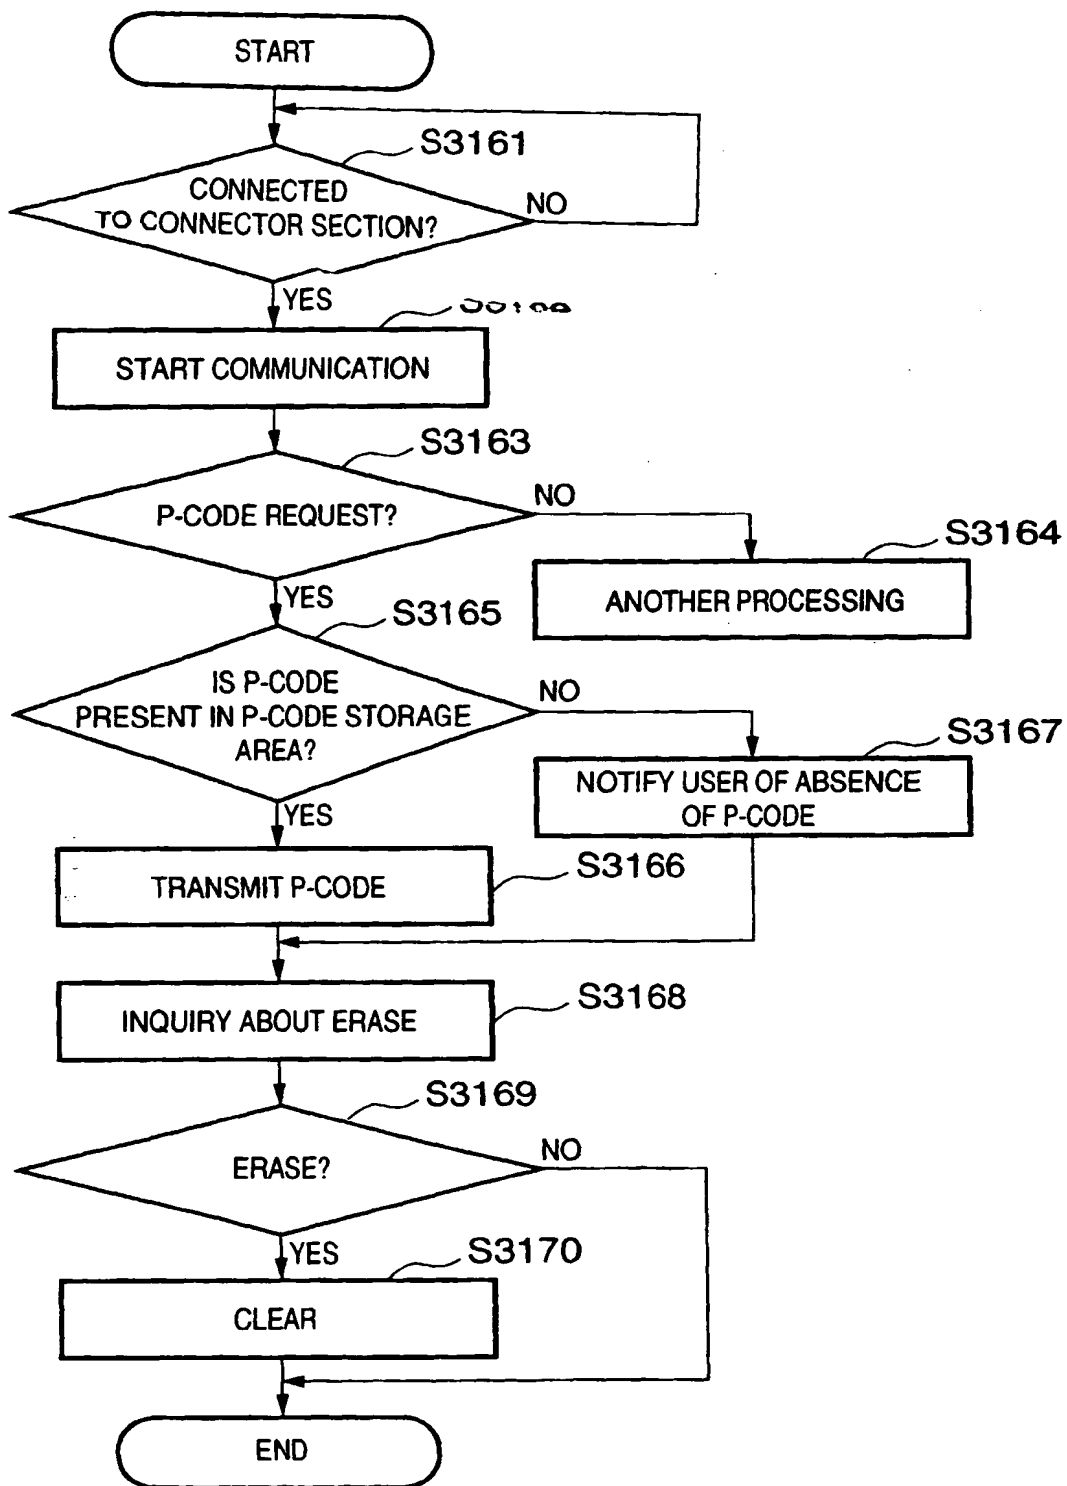 START
S3161
CONNECTED
TO CONNECTOR SECTION?
NO
YES
START COMMUNICATION
S3163
P-CODE REQUEST?
NO
S3164
ANOTHER PROCESSING
YES
S3165
IS P-CODE
PRESENT IN P-CODE STORAGE
AREA?
NO
S3167
NOTIFY USER OF ABSENCE
OF P-CODE
YES
S3166
TRANSMIT P-CODE
S3168
INQUIRY ABOUT ERASE
S3169
ERASE?
NO
YES
S3170
CLEAR
END